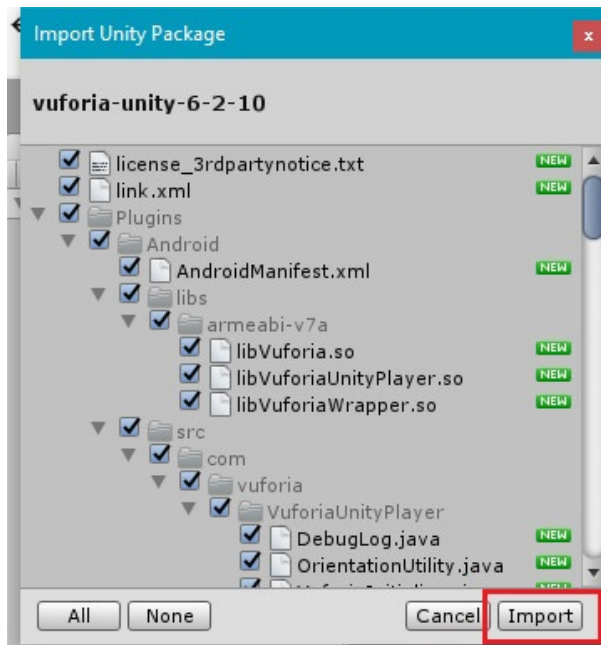 Import Unity Package
x
vuforia-unity-6-2-10
license_3rdpartynotice.txt NEW
link.xml NEW
Plugins
Android
AndroidManifest.xml NEW
libs
armeabi-v7a
libVuforia.so NEW
libVuforiaUnityPlayer.so NEW
libVuforiaWrapper.so NEW
src
com
vuforia
VuforiaUnityPlayer
DebugLog.java NEW
OrientationUtility.java NEW
All None Cancel Import